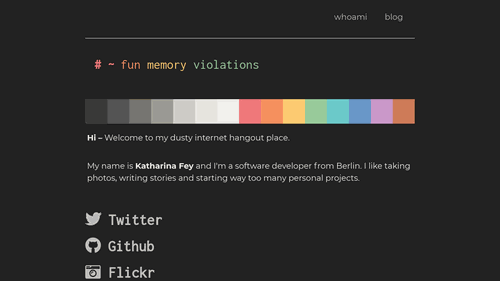 whoami blog
# ~ fun memory violations
Hi – Welcome to my dusty internet hangout place.
My name is Katharina Fey and I'm a software developer from Berlin. I like taking
photos, writing stories and starting way too many personal projects.
Twitter
Github
Flickr